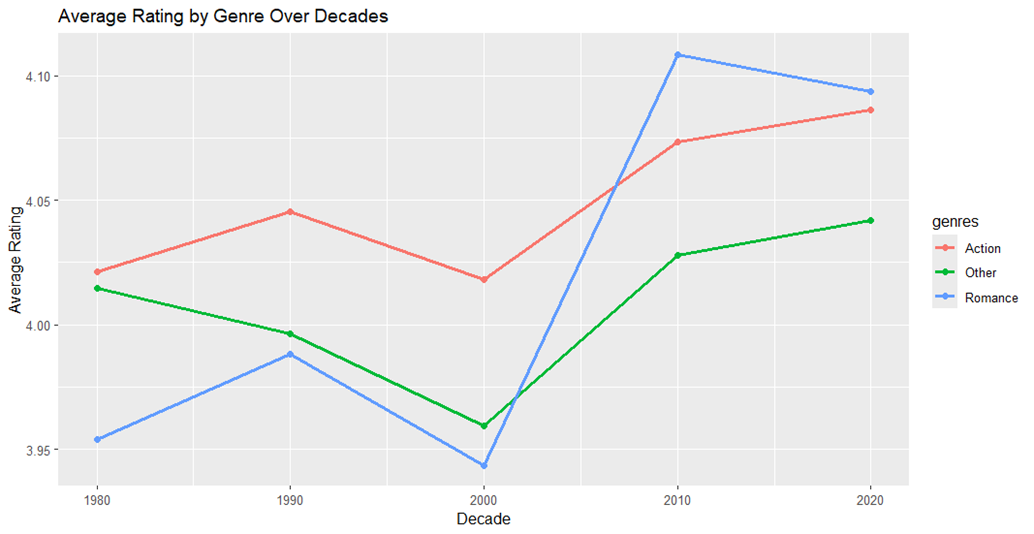 Average Rating by Genre Over Decades
4.10
4.05
4.00
3.95
Average Rating
1980 1990 2000 2010 2020
Decade
genres
Action
Other
Romance